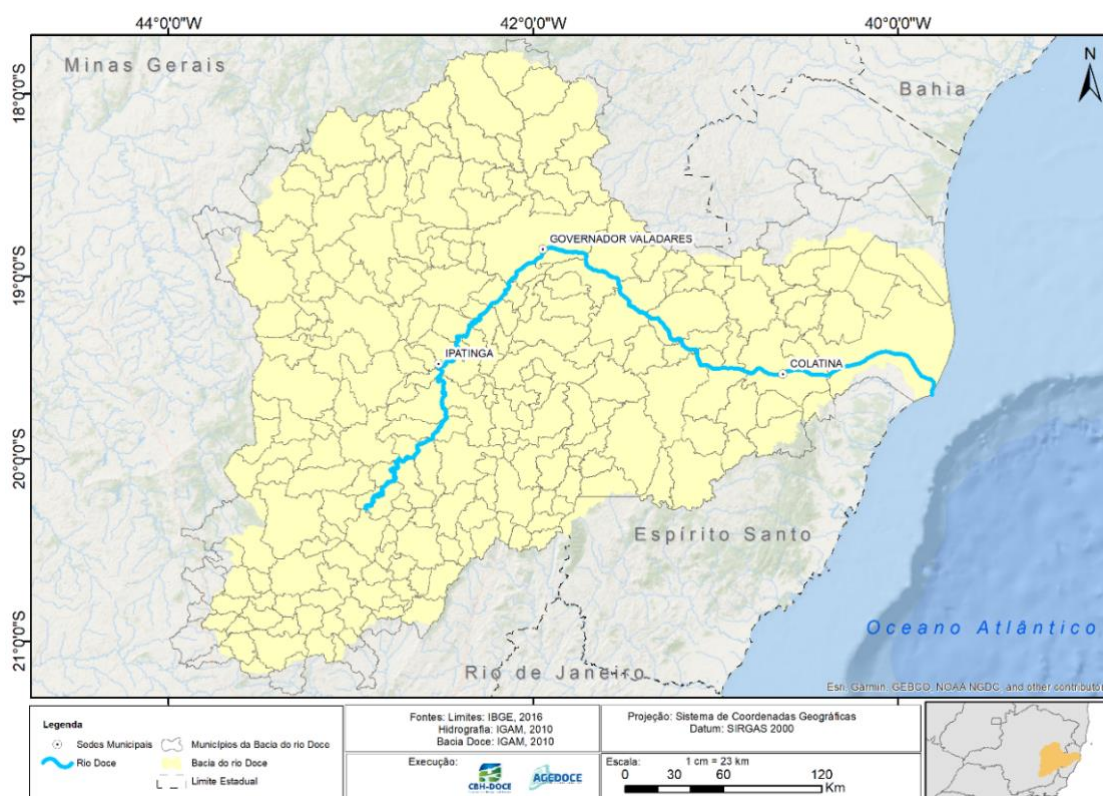 44°0'0"W
42°0'0"W
40°0'0"W
18°0'0"S
19°0'0"S
20°0'0"S
21°0'0"S
Minas Gerais
Bahia
N
GOVERNADOR VALADARES
IPATINGA
COLATINA
Espírito Santo
Oceano Atlântico
Rio de Janeiro
Esri, Garmin, GEBCO, NOAA NGDC, and other contributor
Legenda
Sedes Municipais
Rio Doce
Municípios da Bacia do rio Doce
Bacia do rio Doce
Limite Estadual
Fontes: Limites: IBGE, 2016
Hidrografia: IGAM, 2010
Bacia Doce: IGAM, 2010
Execução:
CBH-DOCE
AGEDOCE
Projeção: Sistema de Coordenadas Geográficas
Datum: SIRGAS 2000
Escala: 1 cm = 23 km
0 30 60 120
Km